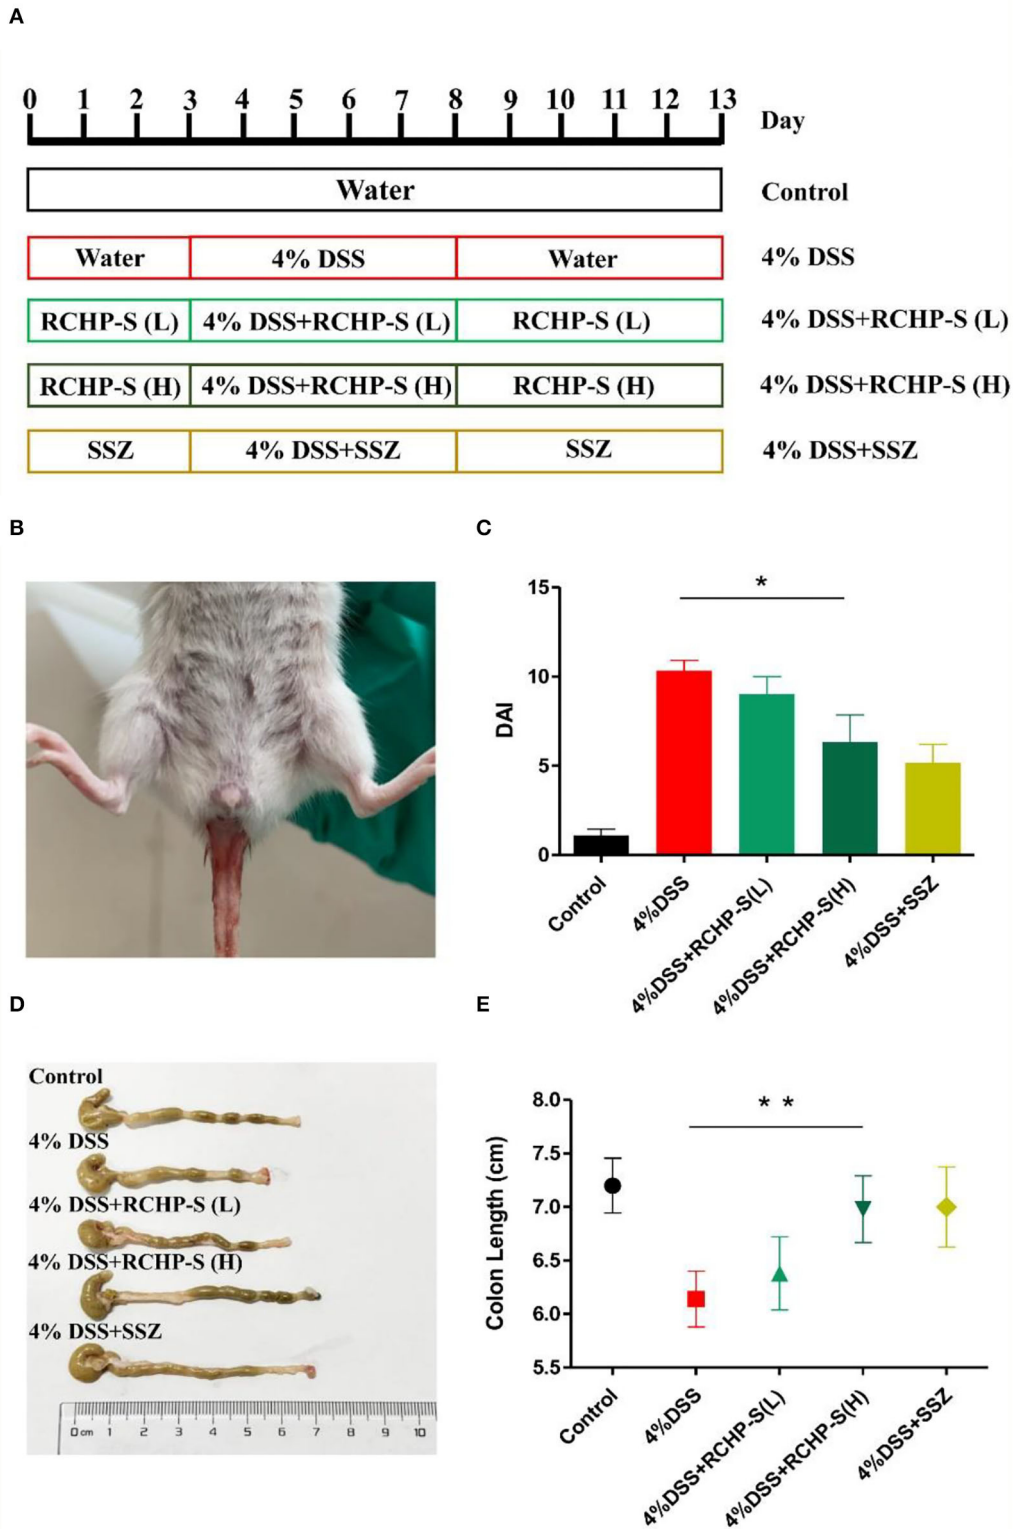 A
0 1 2 3 4 5 6 7 8 9 10 11 12 13
Day
Water
Control
Water 4% DSS Water
4% DSS
RCHP-S (L) 4% DSS+RCHP-S (L) RCHP-S (L)
4% DSS+RCHP-S (L)
RCHP-S (H) 4% DSS+RCHP-S (H) RCHP-S (H)
4% DSS+RCHP-S (H)
SSZ 4% DSS+SSZ SSZ
4% DSS+SSZ
B
C
15
10
5
0
DAI
*
Control
4%DSS
4%DSS+RCHP-S(L)
4%DSS+RCHP-S(H)
4%DSS+SSZ
D
Control
4% DSS
4% DSS+RCHP-S (L)
4% DSS+RCHP-S (H)
4% DSS+SSZ
0 cm 1 2 3 4 5 6 7 8 9 10
E
8.0
7.5
7.0
6.5
6.0
5.5
Colon Length (cm)
* *
Control
4%DSS
4%DSS+RCHP-S(L)
4%DSS+RCHP-S(H)
4%DSS+SSZ